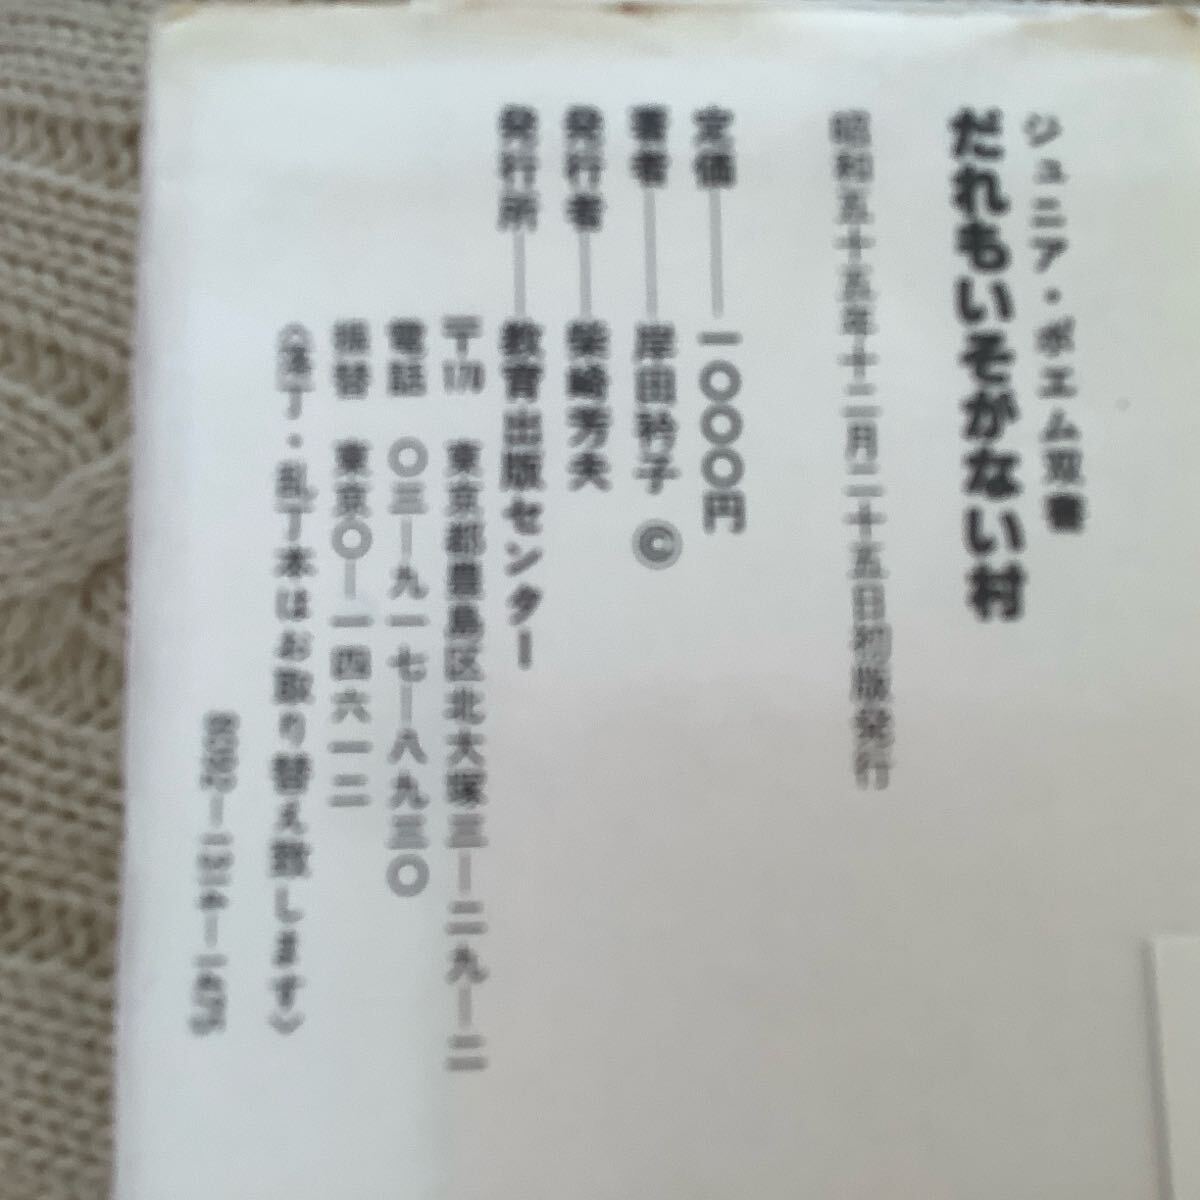 ジュニア・ポエム双書
だれもいそがない村
昭和五十五年十二月二十五日初版発行
定価――一〇〇〇円
著者――岸田衿子 ©
発行者――柴崎芳夫
発行所――教育出版センター
〒170 東京都豊島区北大塚三―二九―二
電話 〇三―九一七―八九三〇
振替 東京〇―一四六一二
〈落丁・乱丁本はお取り替え致します〉